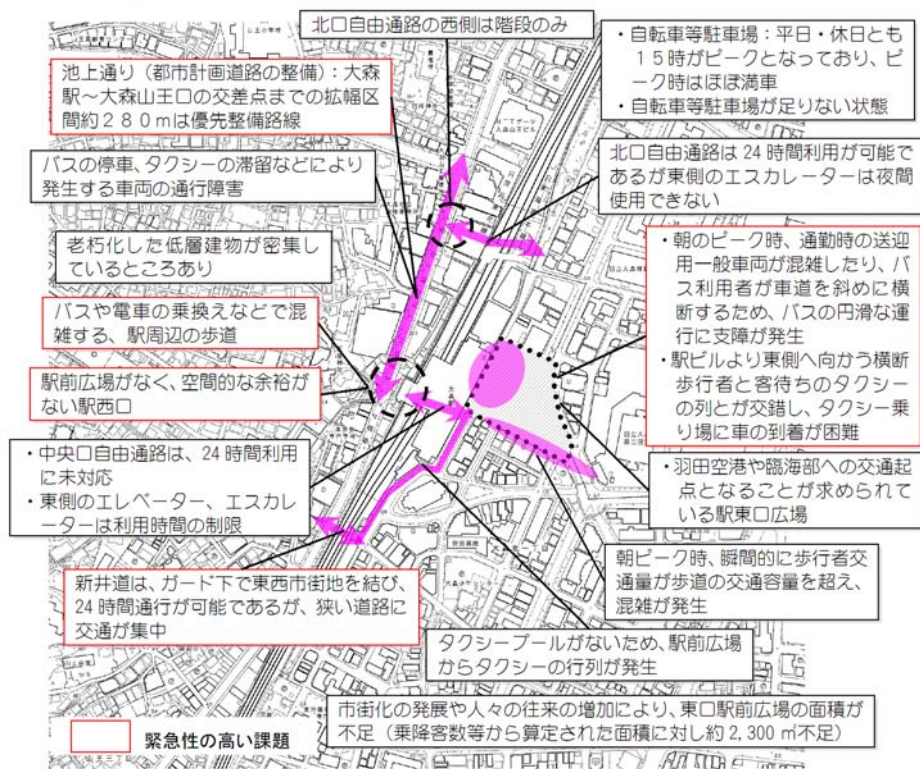 北口自由通路の西側は階段のみ
・自転車等駐車場：平日・休日とも
１５時がピークとなっており、ピ
ーク時はほぼ満車
・自転車等駐車場が足りない状態
池上通り（都市計画道路の整備）：大森
駅～大森山王口の交差点までの拡幅区
間約２８０ｍは優先整備路線
バスの停車、タクシーの滞留などにより
発生する車両の通行障害
北口自由通路は 24 時間利用が可能で
あるが東側のエスカレーターは夜間
使用できない
老朽化した低層建物が密集し
ているところあり
・朝のピーク時、通勤時の送迎
用一般車両が混雑したり、バ
ス利用者が車道を斜めに横
断するため、バスの円滑な運
行に支障が発生
・駅ビルより東側へ向かう横断
歩行者と客待ちのタクシー
の列とが交錯し、タクシー乗
り場に車の到着が困難
バスや電車の乗換えなどで混
雑する、駅周辺の歩道
駅前広場がなく、空間的な余裕が
ない駅西口
・中央口自由通路は、24 時間利用
に未対応
・東側のエレベーター、エスカレ
ーターは利用時間の制限
・羽田空港や臨海部への交通起
点となることが求められて
いる駅東口広場
朝ピーク時、瞬間的に歩行者交
通量が歩道の交通容量を超え、
混雑が発生
新井道は、ガード下で東西市街地を結び、
24 時間通行が可能であるが、狭い道路に
交通が集中
タクシープールがないため、駅前広場
からタクシーの行列が発生
市街化の発展や人々の往来の増加により、東口駅前広場の面積が
不足（乗降客数等から算定された面積に対し約 2,300 ㎡不足）
緊急性の高い課題